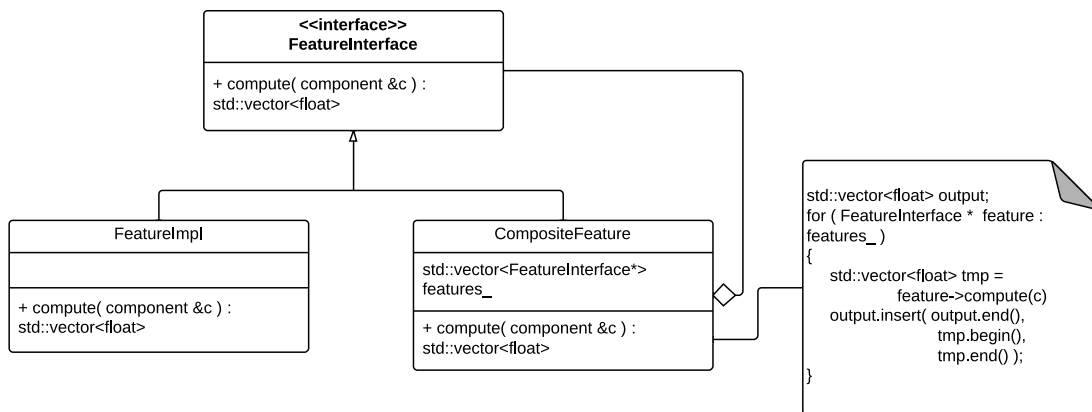 <<interface>>
FeatureInterface
+ compute( component &c ) :
std::vector<float>
FeatureImpl
+ compute( component &c ) :
std::vector<float>
CompositeFeature
std::vector<FeatureInterface*>
features_
+ compute( component &c ) :
std::vector<float>
std::vector<float> output;
for ( FeatureInterface * feature :
features_ )
{
std::vector<float> tmp =
feature->compute(c)
output.insert( output.end(),
tmp.begin(),
tmp.end() );
}